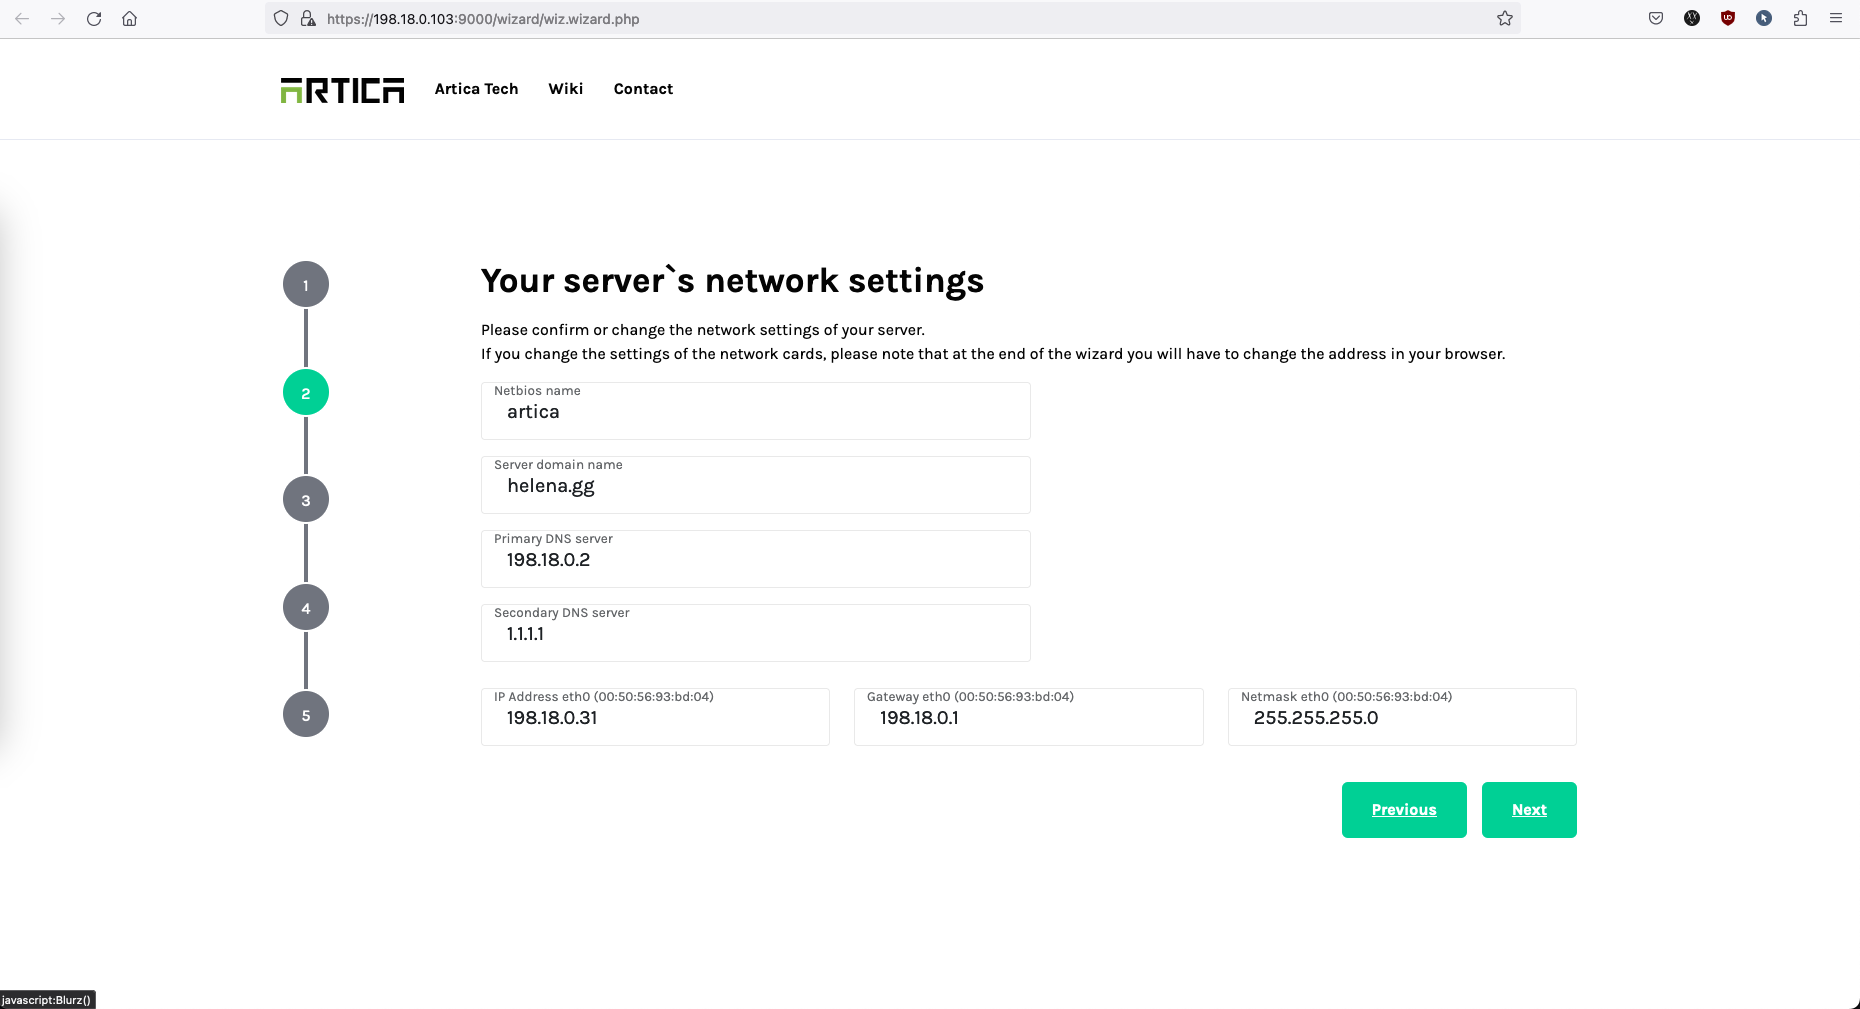 https://198.18.0.103:9000/wizard/wiz.wizard.php
ARTICA
Artica Tech
Wiki
Contact
1
2
3
4
5
Your server`s network settings
Please confirm or change the network settings of your server.
If you change the settings of the network cards, please note that at the end of the wizard you will have to change the address in your browser.
Netbios name
artica
Server domain name
helena.gg
Primary DNS server
198.18.0.2
Secondary DNS server
1.1.1.1
IP Address eth0 (00:50:56:93:bd:04)
198.18.0.31
Gateway eth0 (00:50:56:93:bd:04)
198.18.0.1
Netmask eth0 (00:50:56:93:bd:04)
255.255.255.0
Previous
Next
javascript:Blurz()